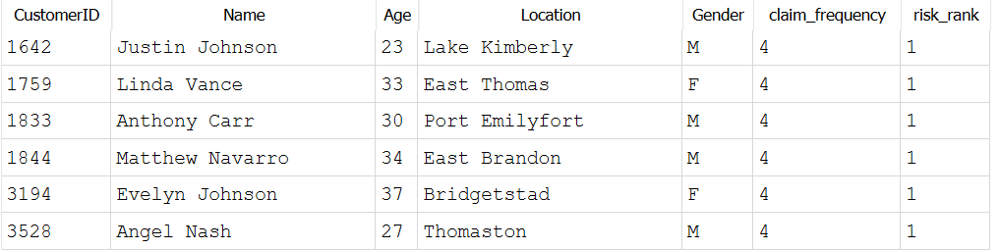 CustomerID Name Age Location Gender claim_frequency risk_rank
1642 Justin Johnson 23 Lake Kimberly M 4 1
1759 Linda Vance 33 East Thomas F 4 1
1833 Anthony Carr 30 Port Emilyfort M 4 1
1844 Matthew Navarro 34 East Brandon M 4 1
3194 Evelyn Johnson 37 Bridgetstad F 4 1
3528 Angel Nash 27 Thomaston M 4 1